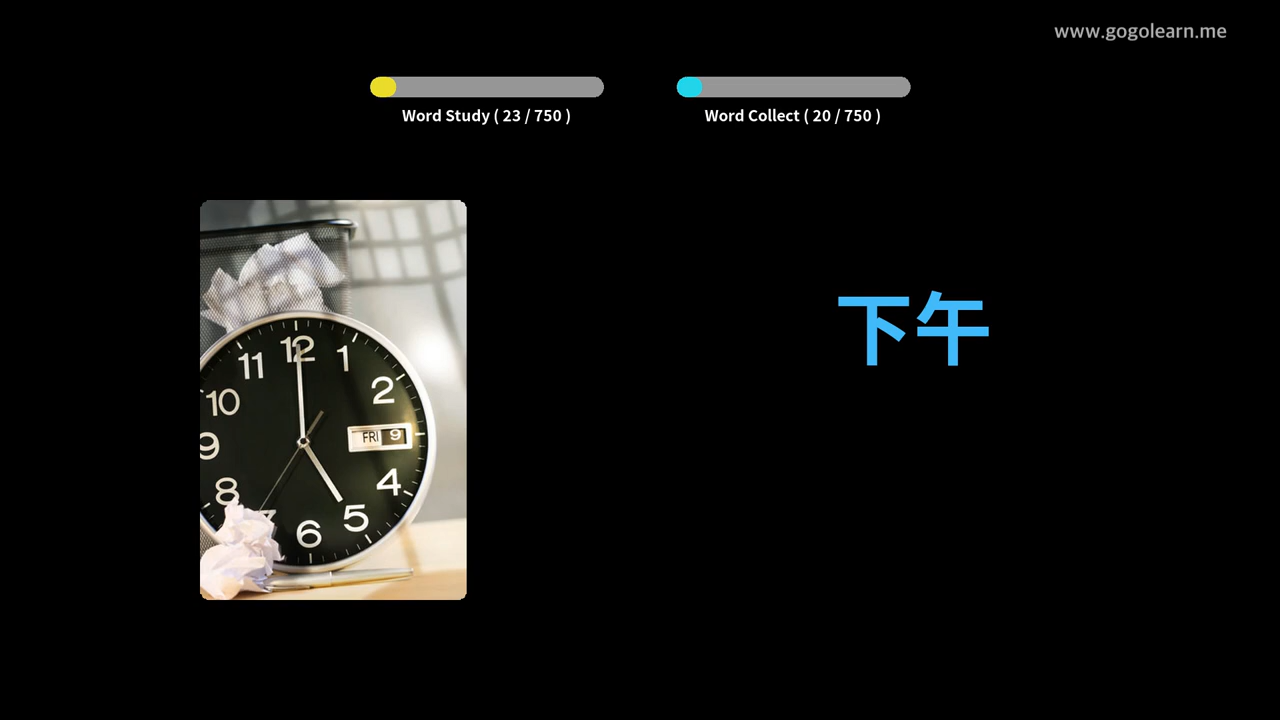 www.gogolearn.me
Word Study ( 23 / 750 )
Word Collect ( 20 / 750 )
下午
12
11
1
10
2
9
FRI 9
8
4
7
5
6